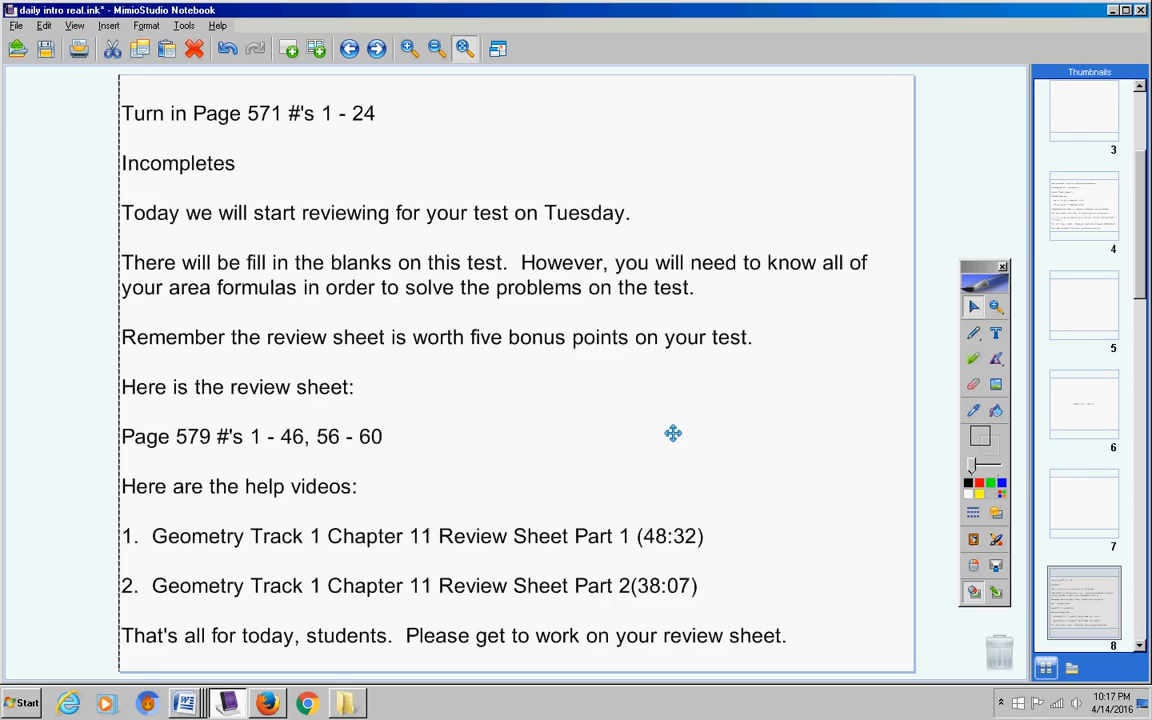 daily intro real.ink* - MimioStudio Notebook
File Edit View Insert Format Tools Help
Thumbnails
Turn in Page 571 #'s 1 - 24
Incompletes
Today we will start reviewing for your test on Tuesday.
There will be fill in the blanks on this test.  However, you will need to know all of
your area formulas in order to solve the problems on the test.
Remember the review sheet is worth five bonus points on your test.
Here is the review sheet:
Page 579 #'s 1 - 46, 56 - 60
Here are the help videos:
1.  Geometry Track 1 Chapter 11 Review Sheet Part 1 (48:32)
2.  Geometry Track 1 Chapter 11 Review Sheet Part 2(38:07)
That's all for today, students.  Please get to work on your review sheet.
3
4
5
6
7
8
Start
10:17 PM
4/14/2016